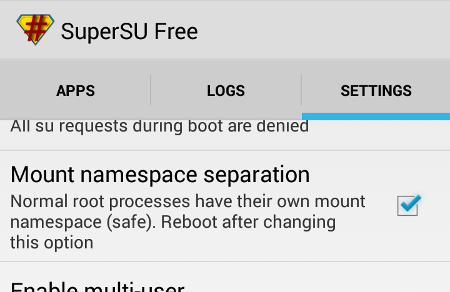 SuperSU Free
APPS LOGS SETTINGS
All su requests during boot are denied
Mount namespace separation
Normal root processes have their own mount
namespace (safe). Reboot after changing
this option
Enable multi-user